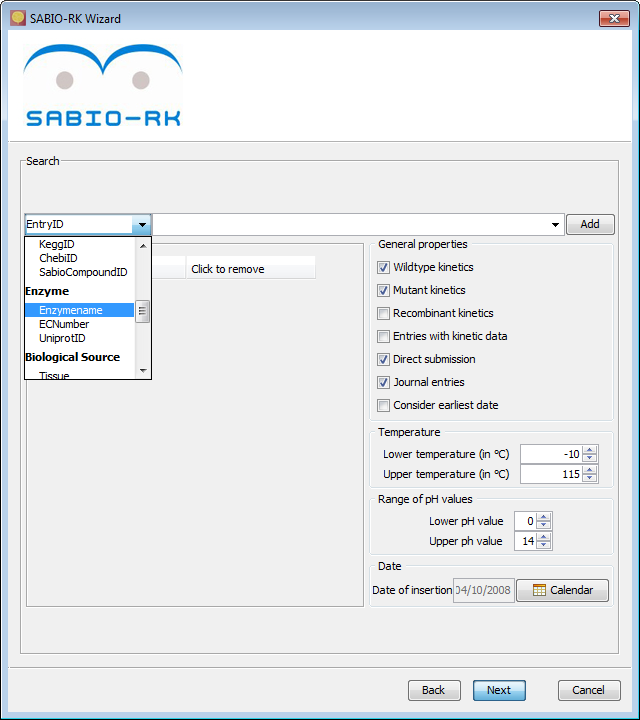 SABIO-RK Wizard
SABIO-RK
Search
EntryID
Add
KeggID
ChebiID
SabioCompoundID
Enzyme
Enzymename
ECNumber
UniprotID
Biological Source
Tissue
Click to remove
General properties
Wildtype kinetics
Mutant kinetics
Recombinant kinetics
Entries with kinetic data
Direct submission
Journal entries
Consider earliest date
Temperature
Lower temperature (in °C) -10
Upper temperature (in °C) 115
Range of pH values
Lower pH value 0
Upper ph value 14
Date
Date of insertion 04/10/2008 Calendar
Back Next Cancel